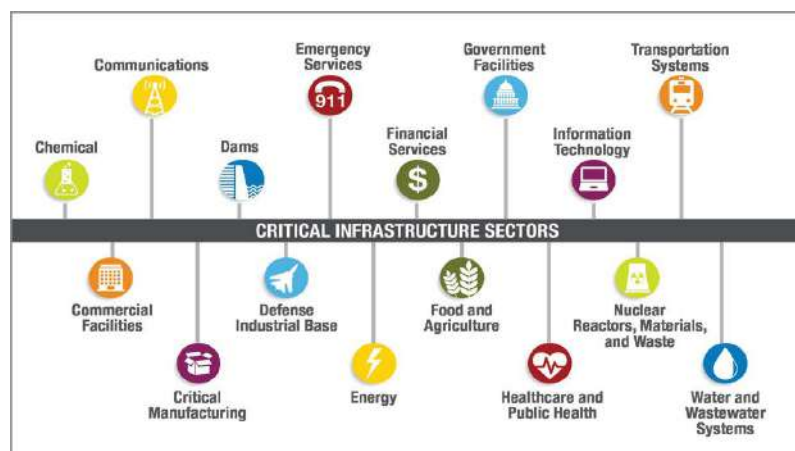 Emergency
Services
Government
Facilities
Transportation
Systems
Communications
911
Chemical
Dams
Financial
Services
$
Information
Technology
CRITICAL INFRASTRUCTURE SECTORS
Commercial
Facilities
Defense
Industrial Base
Food and
Agriculture
Nuclear
Reactors, Materials,
and Waste
Critical
Manufacturing
Energy
Healthcare and
Public Health
Water and
Wastewater
Systems